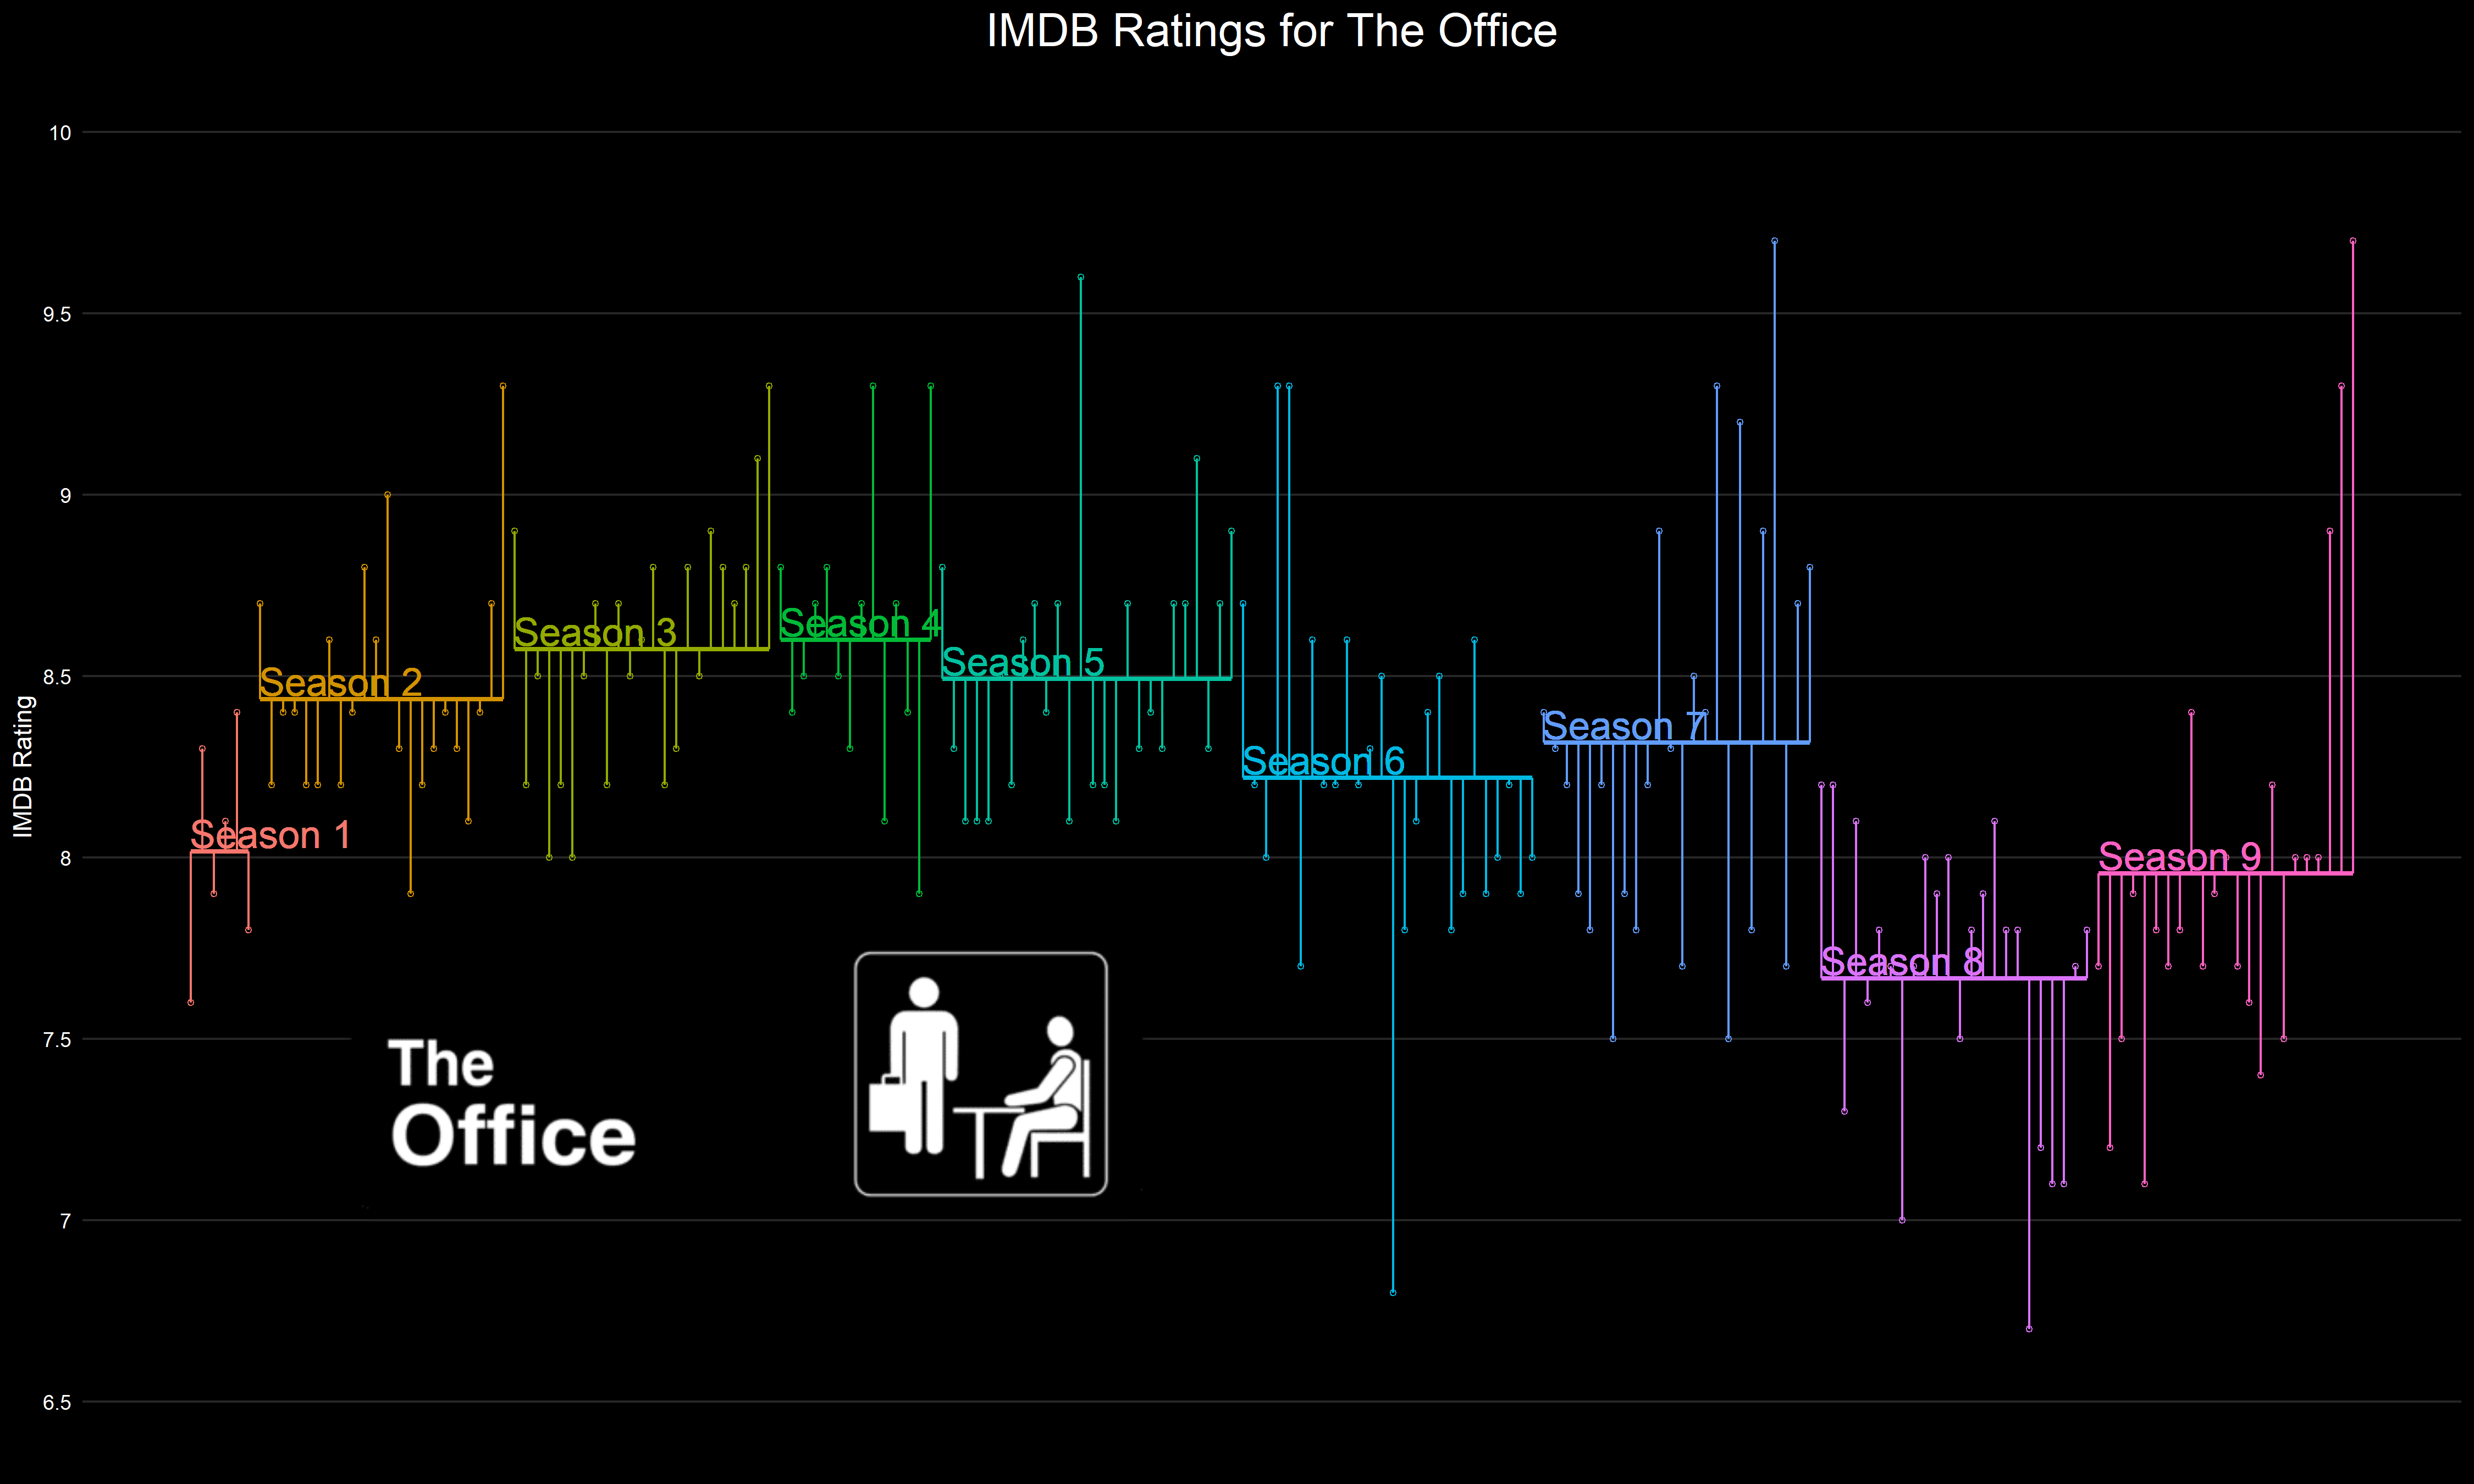 IMDB Ratings for The Office
10
9.5
9
8.5
8
7.5
7
6.5
IMDB Rating
Season 1
Season 2
Season 3
Season 4
Season 5
Season 6
Season 7
Season 8
Season 9
The
Office